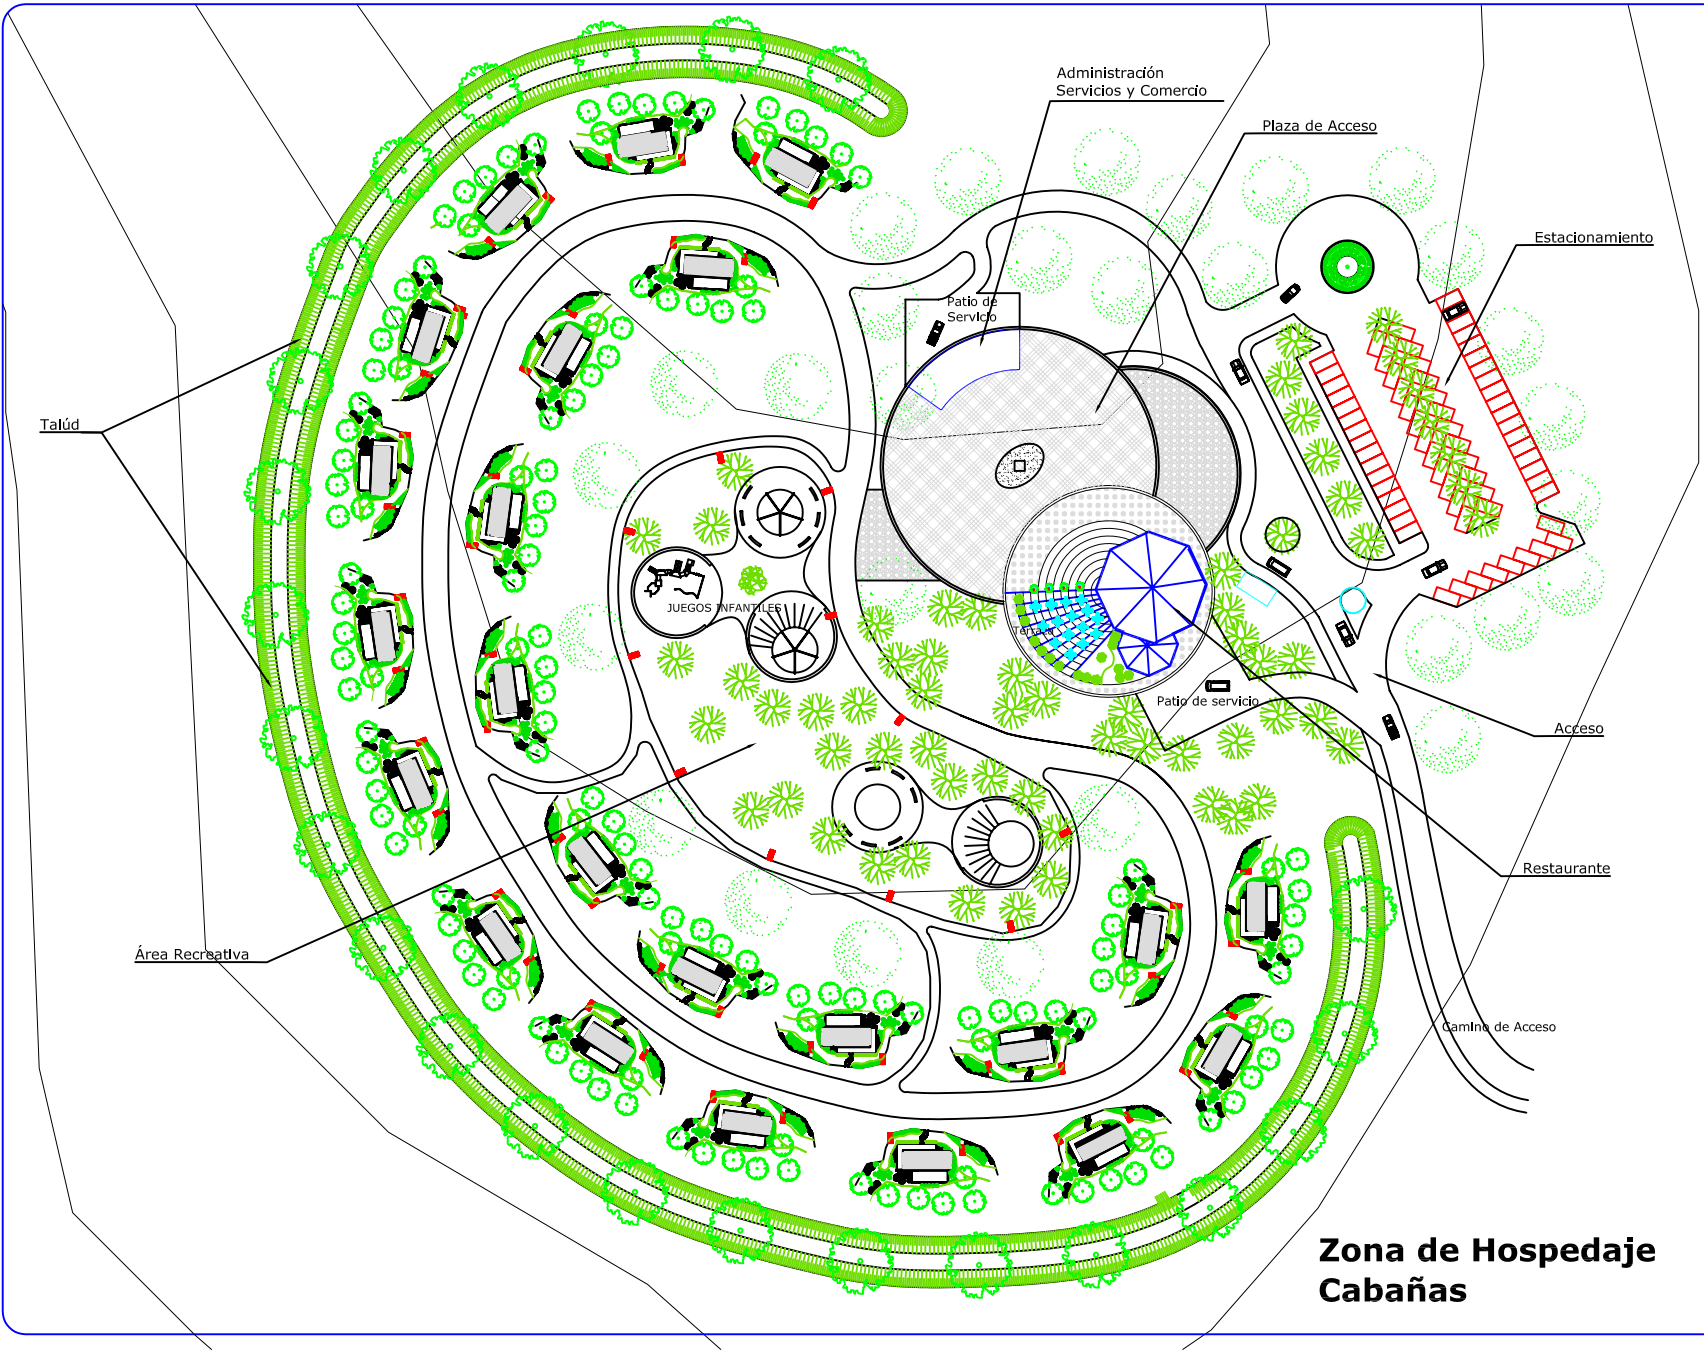 Administración
Servicios y Comercio
Plaza de Acceso
Estacionamiento
Patio de
Servicio
Talúd
JUEGOS INFANTILES
Terraza
Patio de servicio
Acceso
Restaurante
Área Recreativa
Camino de Acceso
Zona de Hospedaje
Cabañas